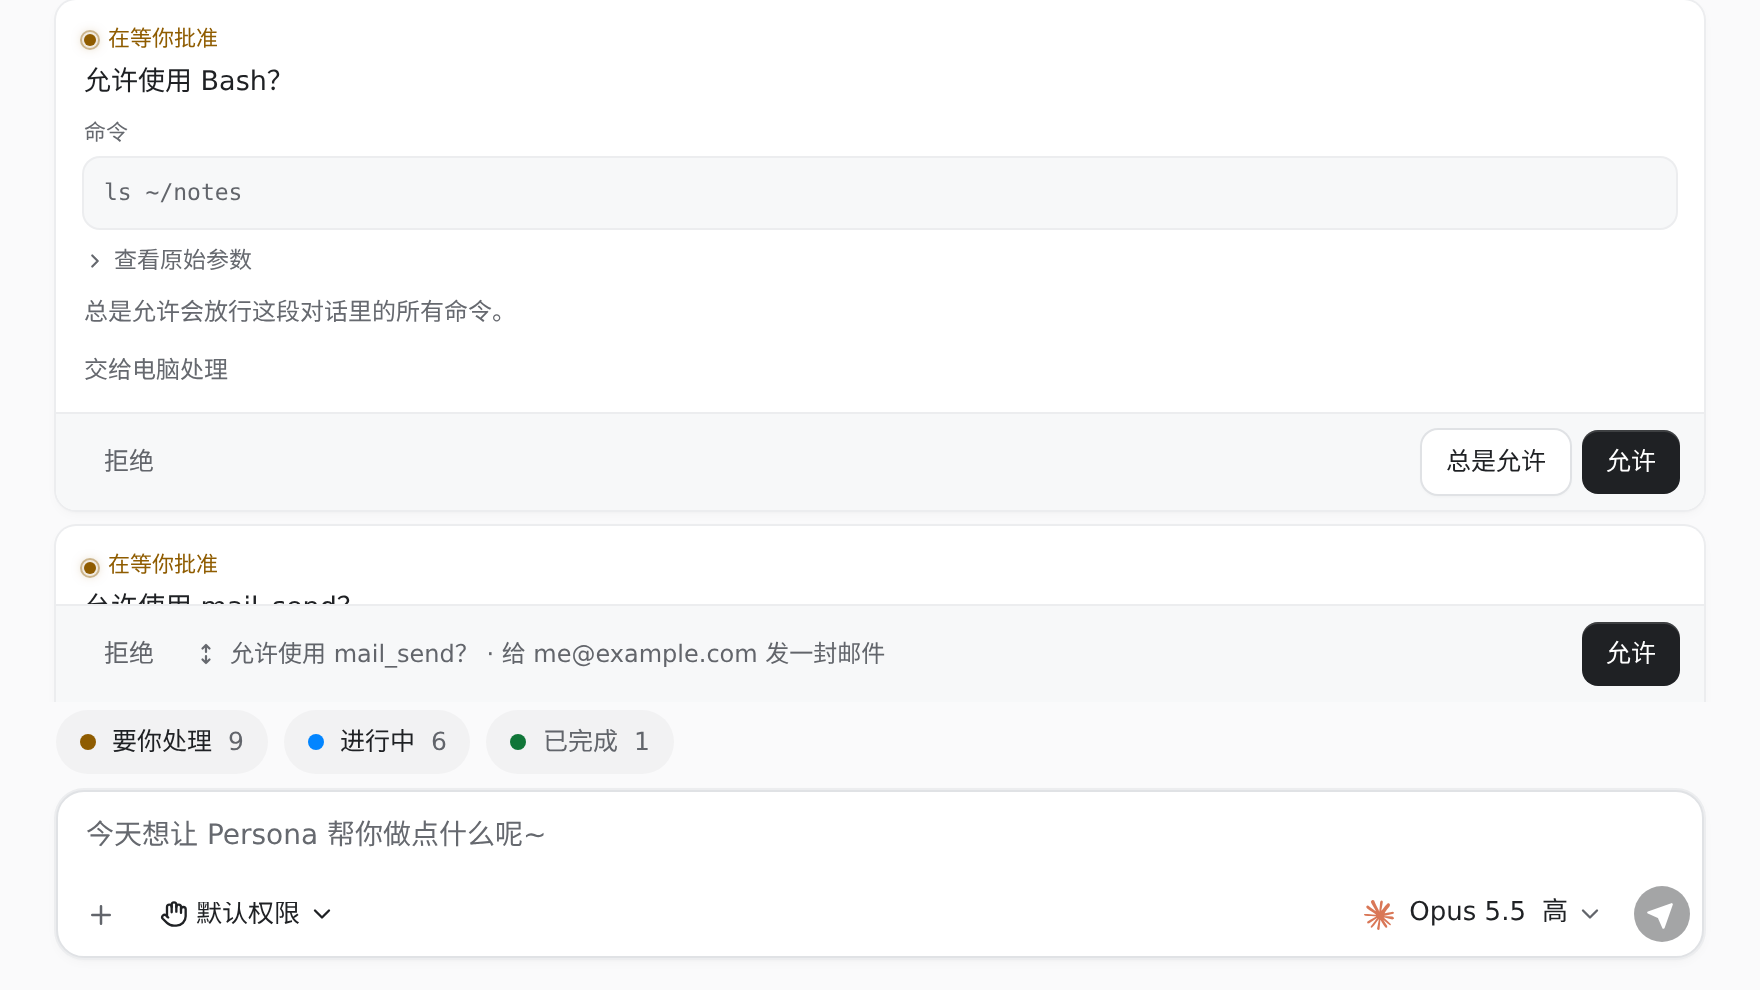 在等你批准
允许使用 Bash?
命令
ls ~/notes
查看原始参数
总是允许会放行这段对话里的所有命令。
交给电脑处理
拒绝 总是允许 允许
在等你批准
允许使用 mail_send?
拒绝 允许使用 mail_send? · 给 me@example.com 发一封邮件 允许
要你处理 9 进行中 6 已完成 1
今天想让 Persona 帮你做点什么呢~
默认权限 Opus 5.5 高